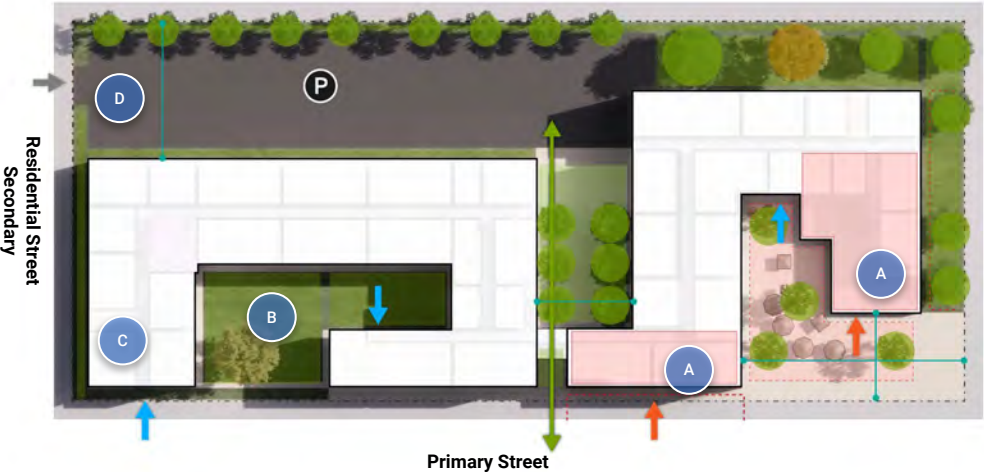 P
D
Residential Street
Secondary
A
B
C
A
Primary Street